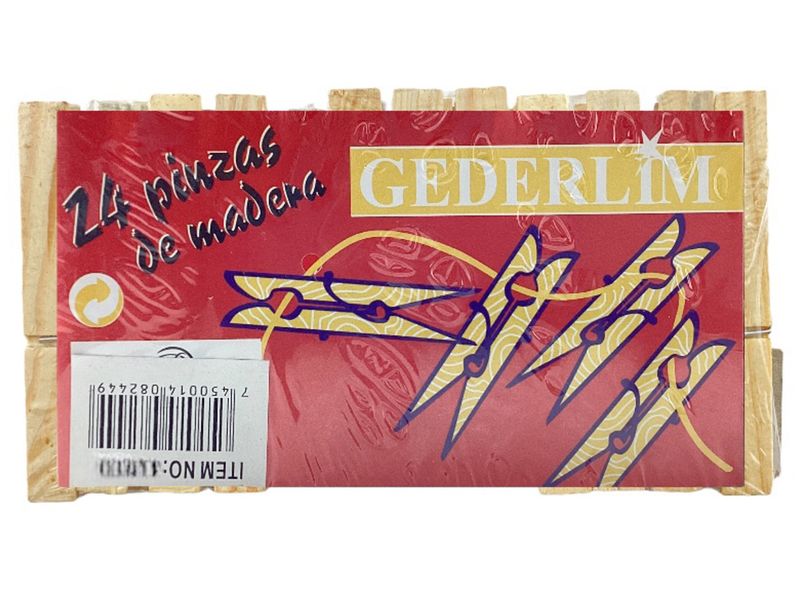 24 pinzas
de madera
GEDERLIM
7 450014 082449
ITEM NO: